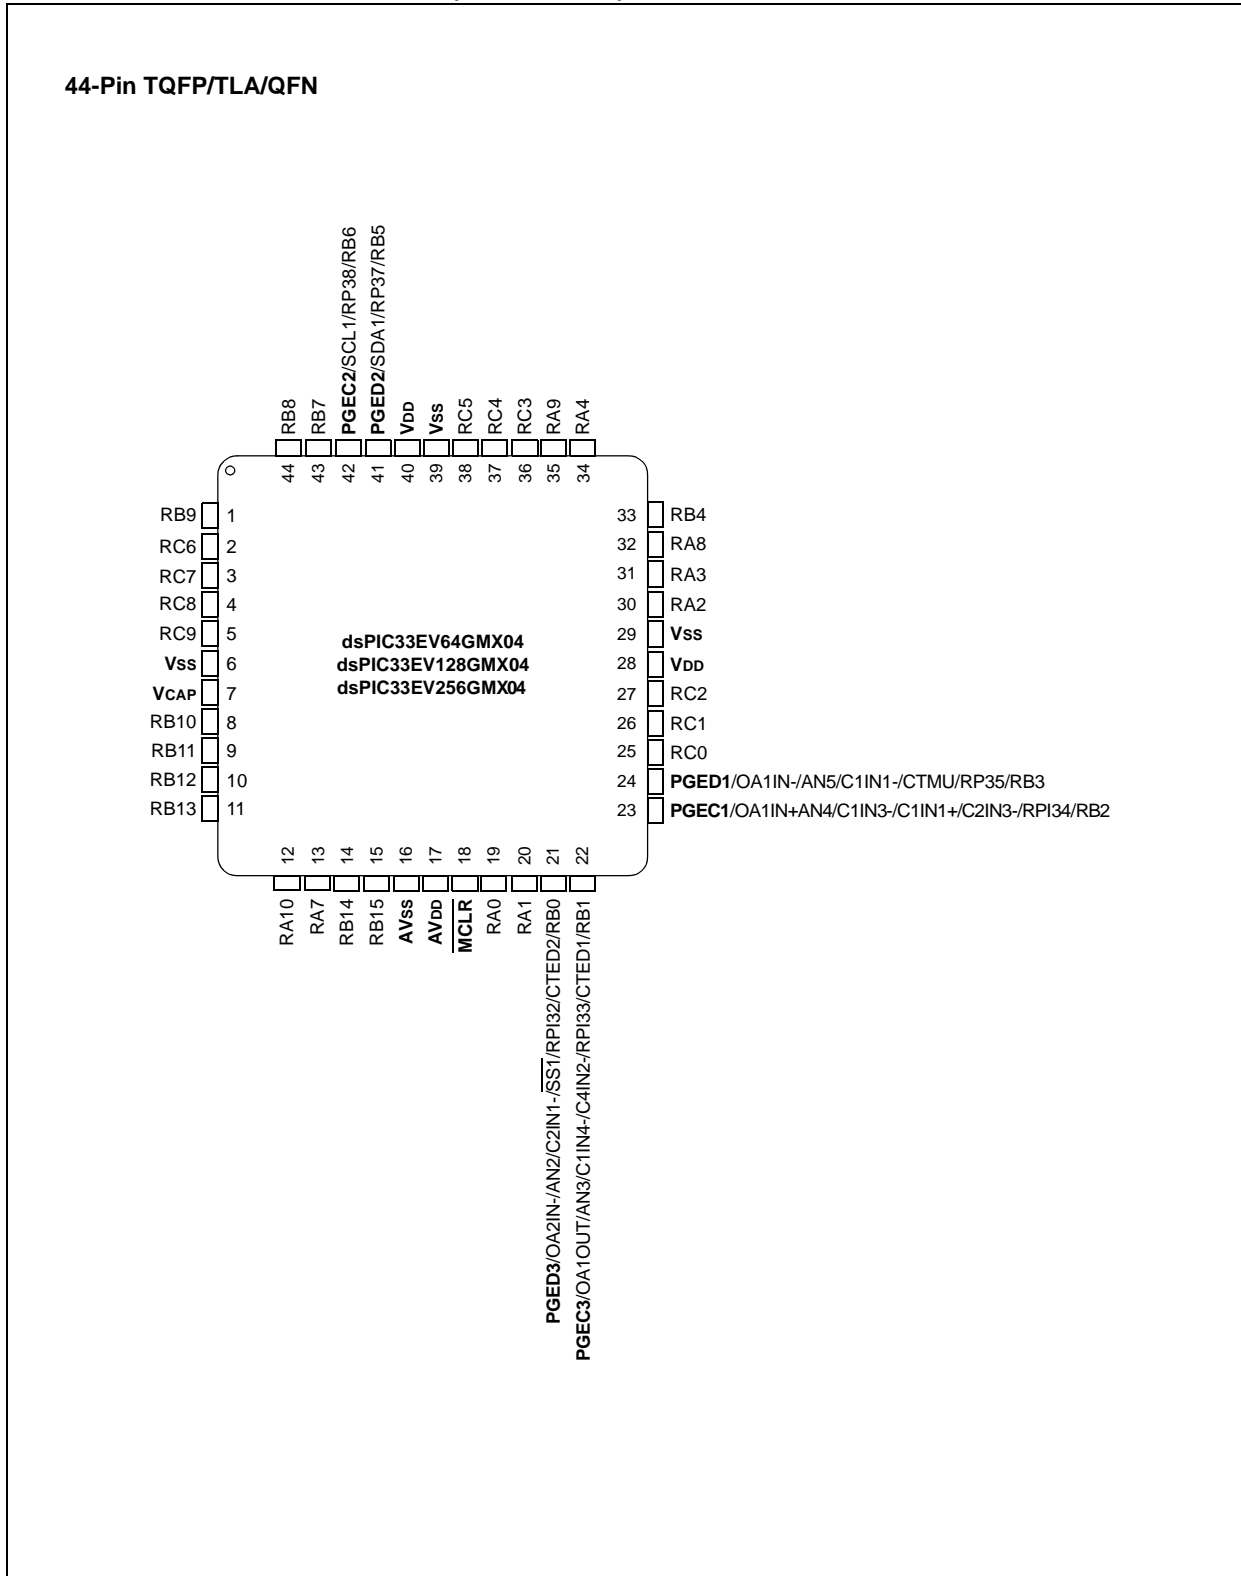 44-Pin TQFP/TLA/QFN
RB8
RB7
PGEC2/SCL1/RP38/RB6
PGED2/SDA1/RP37/RB5
VDD
VSS
RC5
RC4
RC3
RA9
RA4
44
43
42
41
40
39
38
37
36
35
34
RB9 1
RC6 2
RC7 3
RC8 4
RC9 5
VSS 6
VCAP 7
RB10 8
RB11 9
RB12 10
RB13 11
dsPIC33EV64GMX04
dsPIC33EV128GMX04
dsPIC33EV256GMX04
33 RB4
32 RA8
31 RA3
30 RA2
29 VSS
28 VDD
27 RC2
26 RC1
25 RC0
24 PGED1/OA1IN-/AN5/C1IN1-/CTMU/RP35/RB3
23 PGEC1/OA1IN+AN4/C1IN3-/C1IN1+/C2IN3-/RPI34/RB2
12
13
14
15
16
17
18
19
20
21
22
RA10
RA7
RB14
RB15
AVSS
AVDD
MCLR
RA0
RA1
PGED3/OA2IN-/AN2/C2IN1-/SS1/RPI32/CTED2/RB0
PGEC3/OA1OUT/AN3/C1IN4-/C4IN2-/RPI33/CTED1/RB1